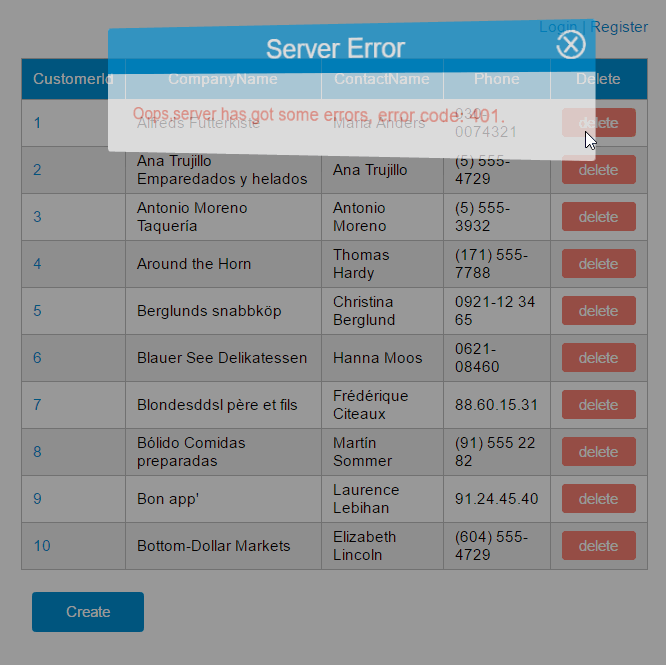 Login | Register
Server Error
CustomerId CompanyName ContactName Phone Delete
Oops,server has got some errors, error code: 401.
1 Alfreds Futterkiste Maria Anders 030-
0074321 delete
2 Ana Trujillo
Emparedados y helados Ana Trujillo (5) 555-
4729 delete
3 Antonio Moreno
Taquería Antonio
Moreno (5) 555-
3932 delete
4 Around the Horn Thomas
Hardy (171) 555-
7788 delete
5 Berglunds snabbköp Christina
Berglund 0921-12 34
65 delete
6 Blauer See Delikatessen Hanna Moos 0621-
08460 delete
7 Blondesddsl père et fils Frédérique
Citeaux 88.60.15.31 delete
8 Bólido Comidas
preparadas Martín
Sommer (91) 555 22
82 delete
9 Bon app' Laurence
Lebihan 91.24.45.40 delete
10 Bottom-Dollar Markets Elizabeth
Lincoln (604) 555-
4729 delete
Create